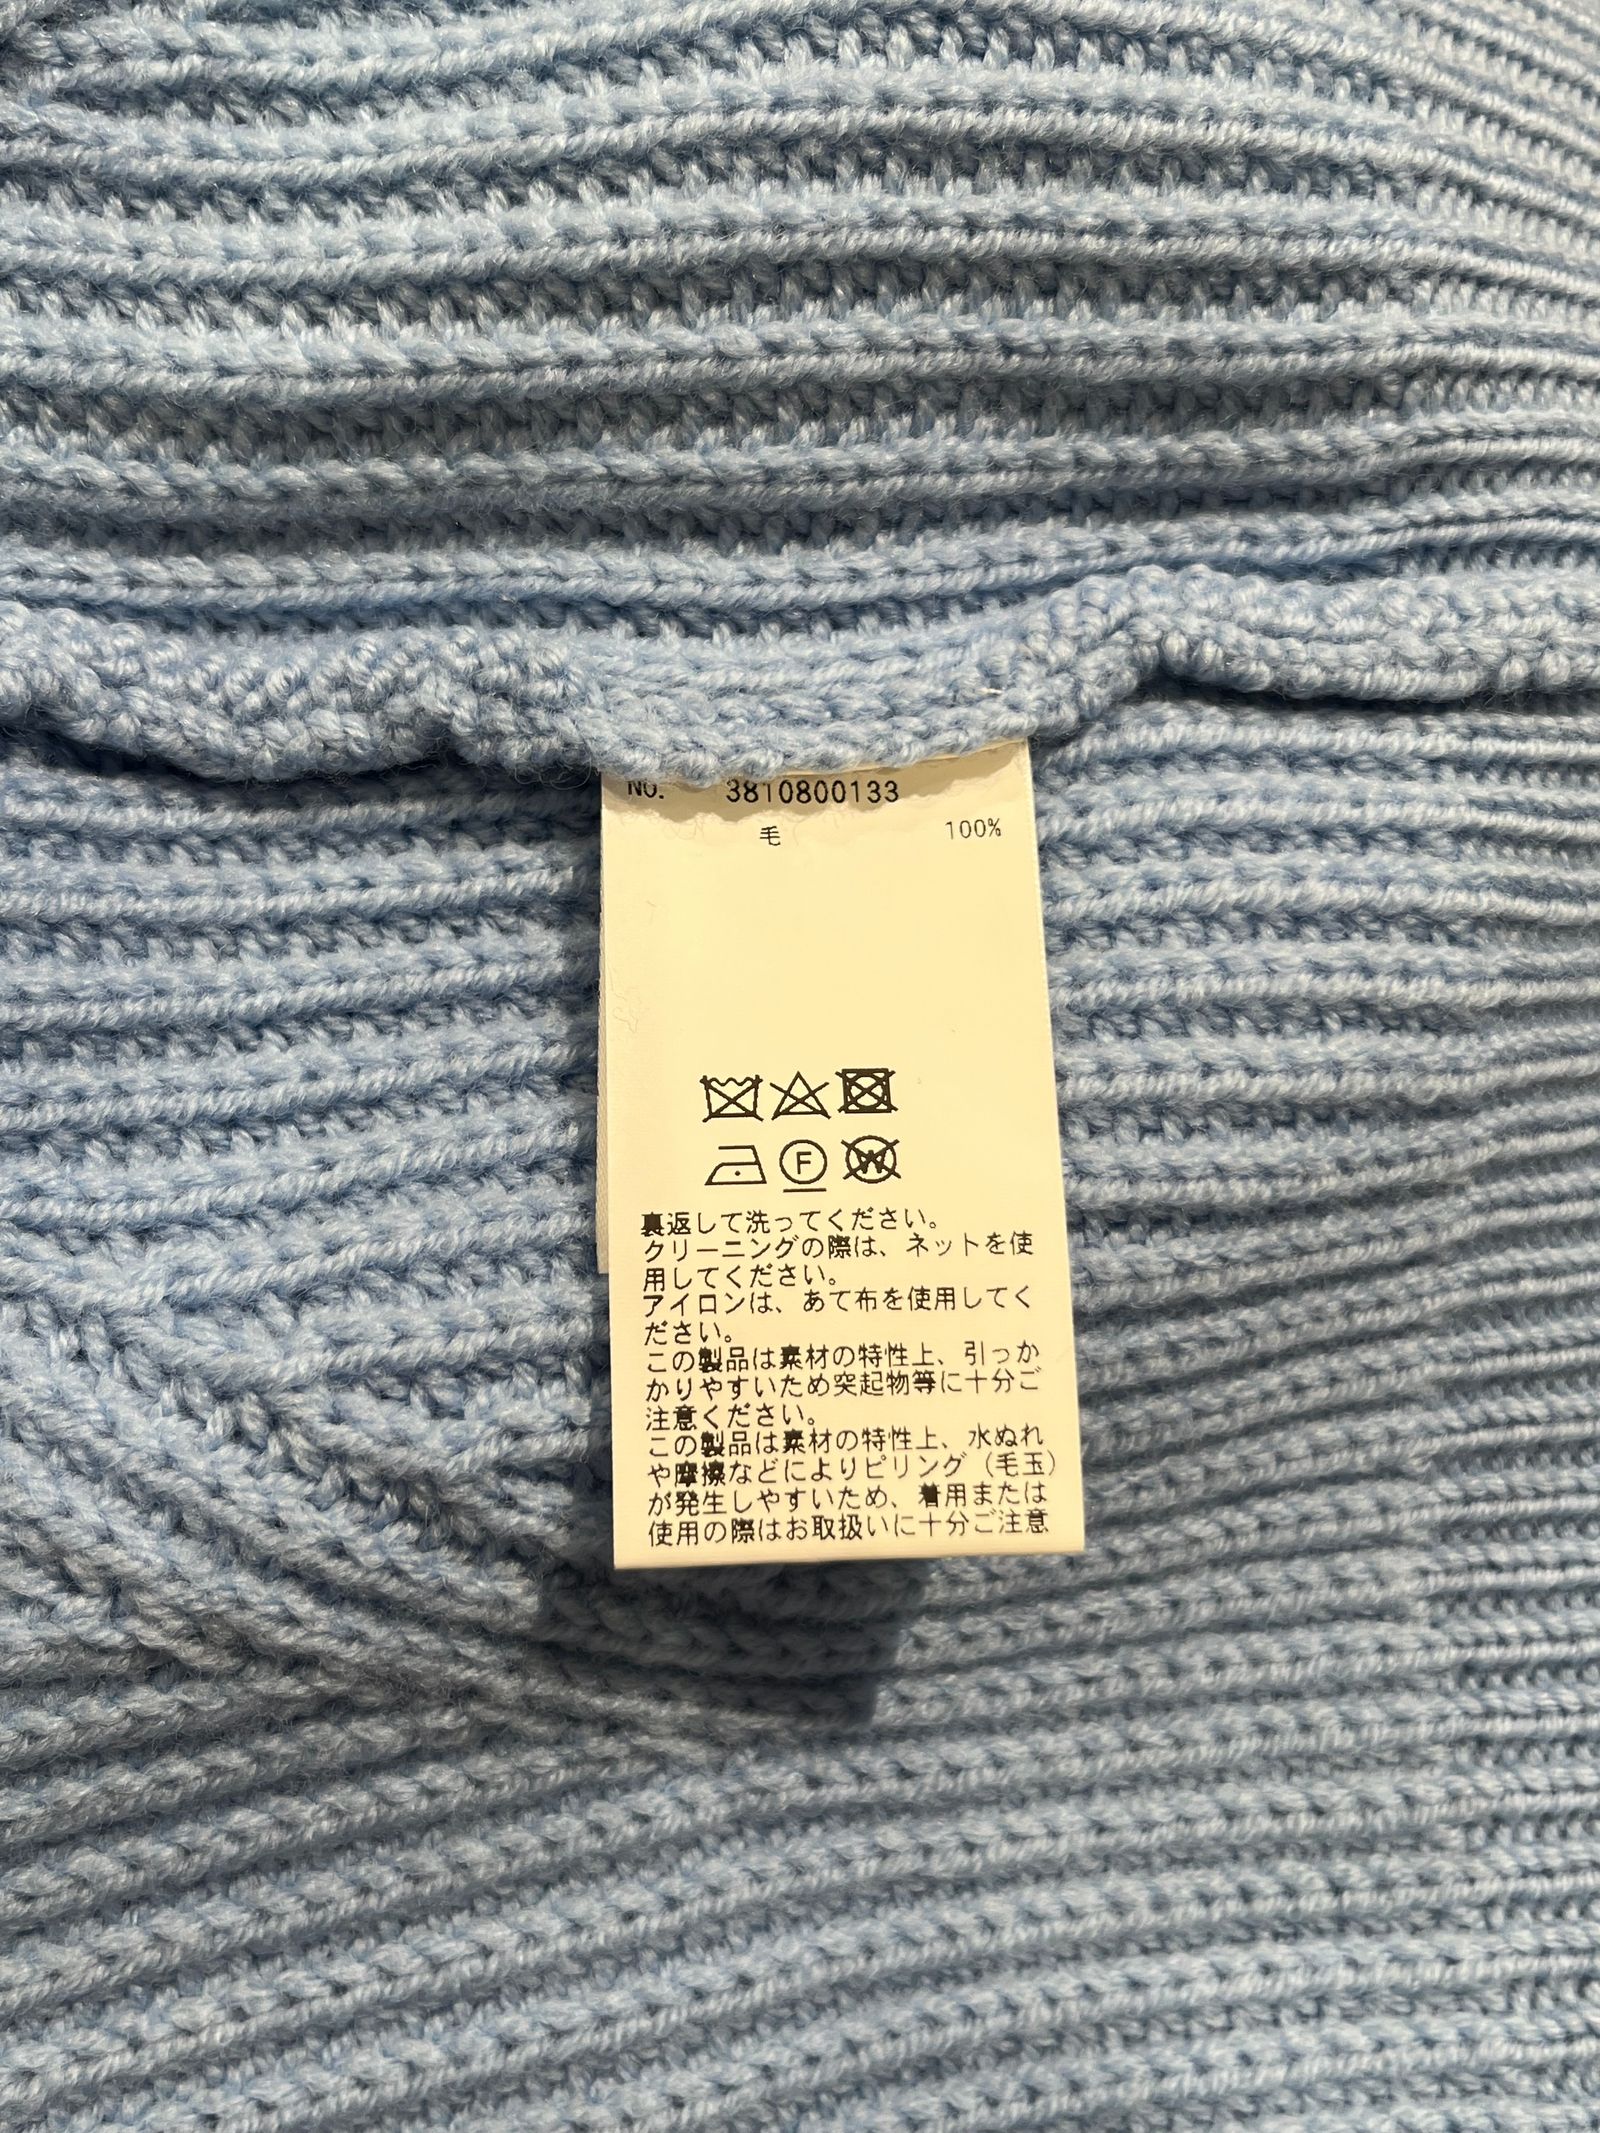 NO. 3810800133
毛 100%
F W
裏返して洗ってください。
クリーニングの際は、ネットを使
用してください。
アイロンは、あて布を使用してく
ださい。
この製品は素材の特性上、引っか
かりやすいため突起物等に十分ご
注意ください。
この製品は素材の特性上、水ぬれ
や摩擦などによりピリング（毛玉）
が発生しやすいため、着用または
使用の際はお取扱いに十分ご注意